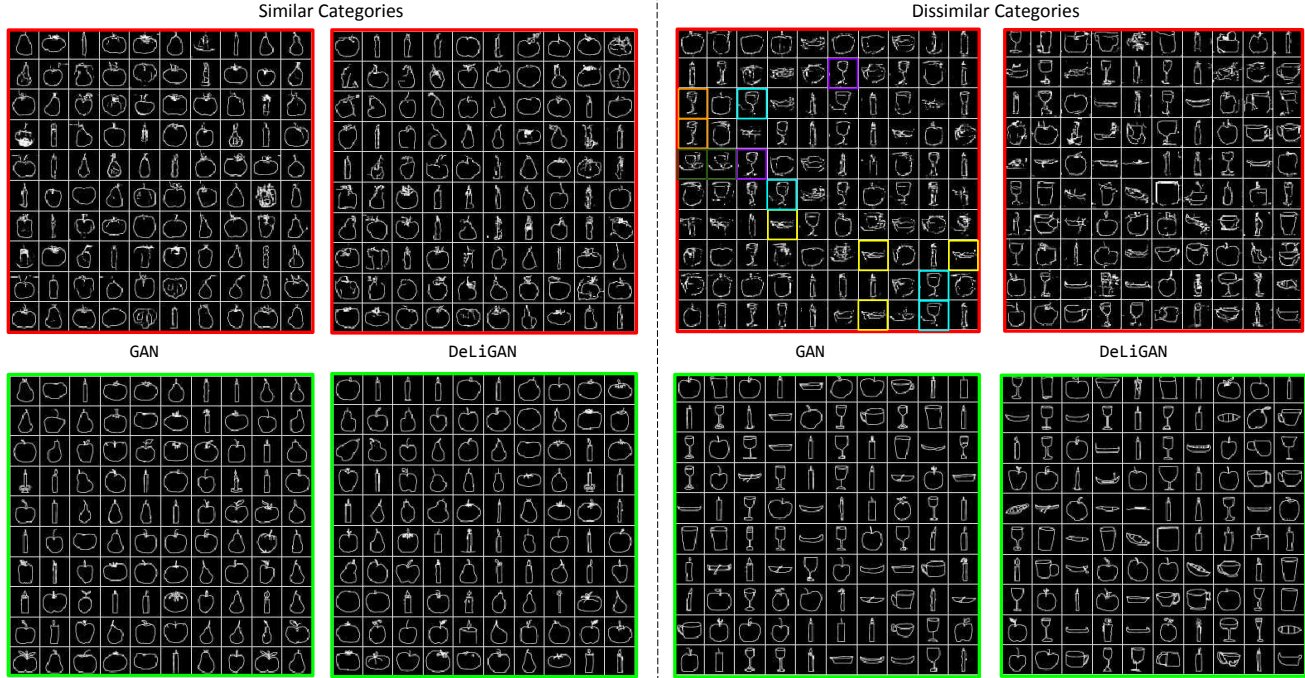 Similar Categories
Dissimilar Categories
GAN
DeLiGAN
GAN
DeLiGAN